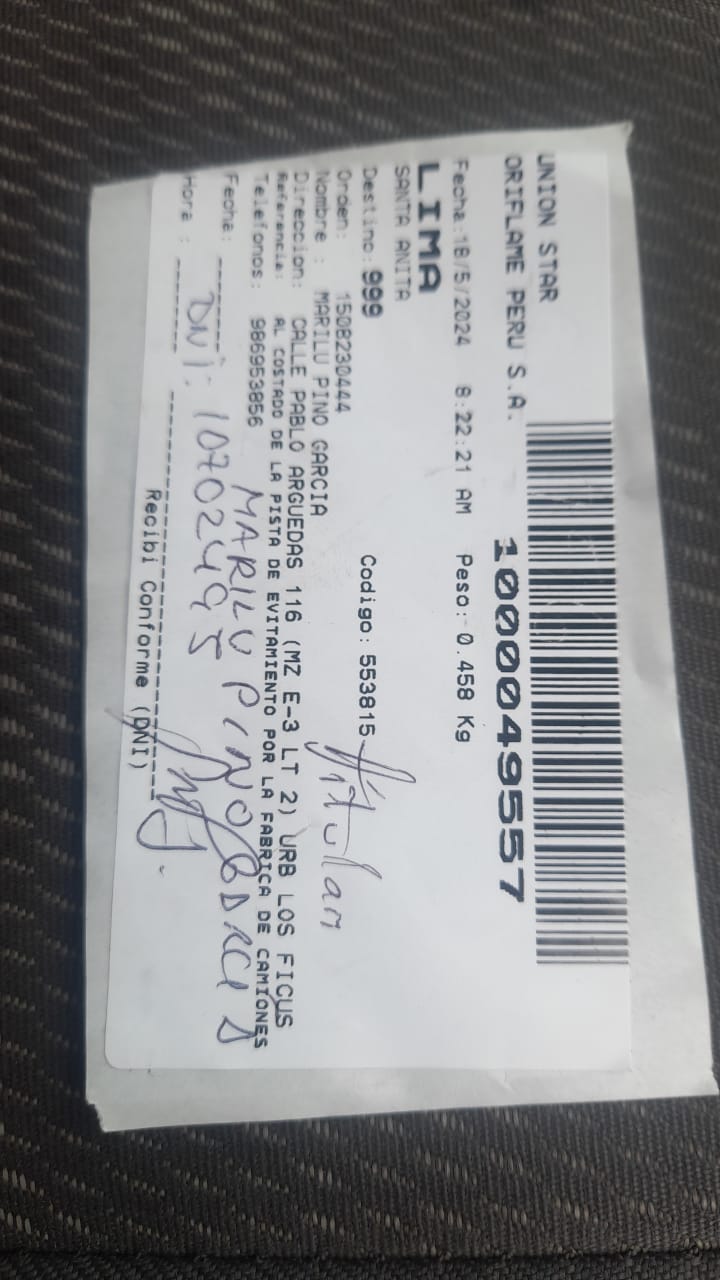 UNION STAR
ORIFLAME PERU S.A.
1000049557
Fecha:18/5/2024 8:22:21 AM Peso: 0.458 Kg
LIMA
SANTA ANITA
Destino: 999 Codigo: 553815
Orden: 1508230444
Titular
Nombre : MARILU PINO GARCIA
Direccion: CALLE PABLO ARGUEDAS 116 (MZ E-3 LT 2) URB LOS FICUS
Referencia: AL COSTADO DE LA PISTA DE EVITAMIENTO POR LA FABRICA DE CAMIONES
Telefonos: 986953856
MARILU PINO GARCIA
Fecha:
DNI: 10702495
Hora :
Recibi Conforme (DNI)